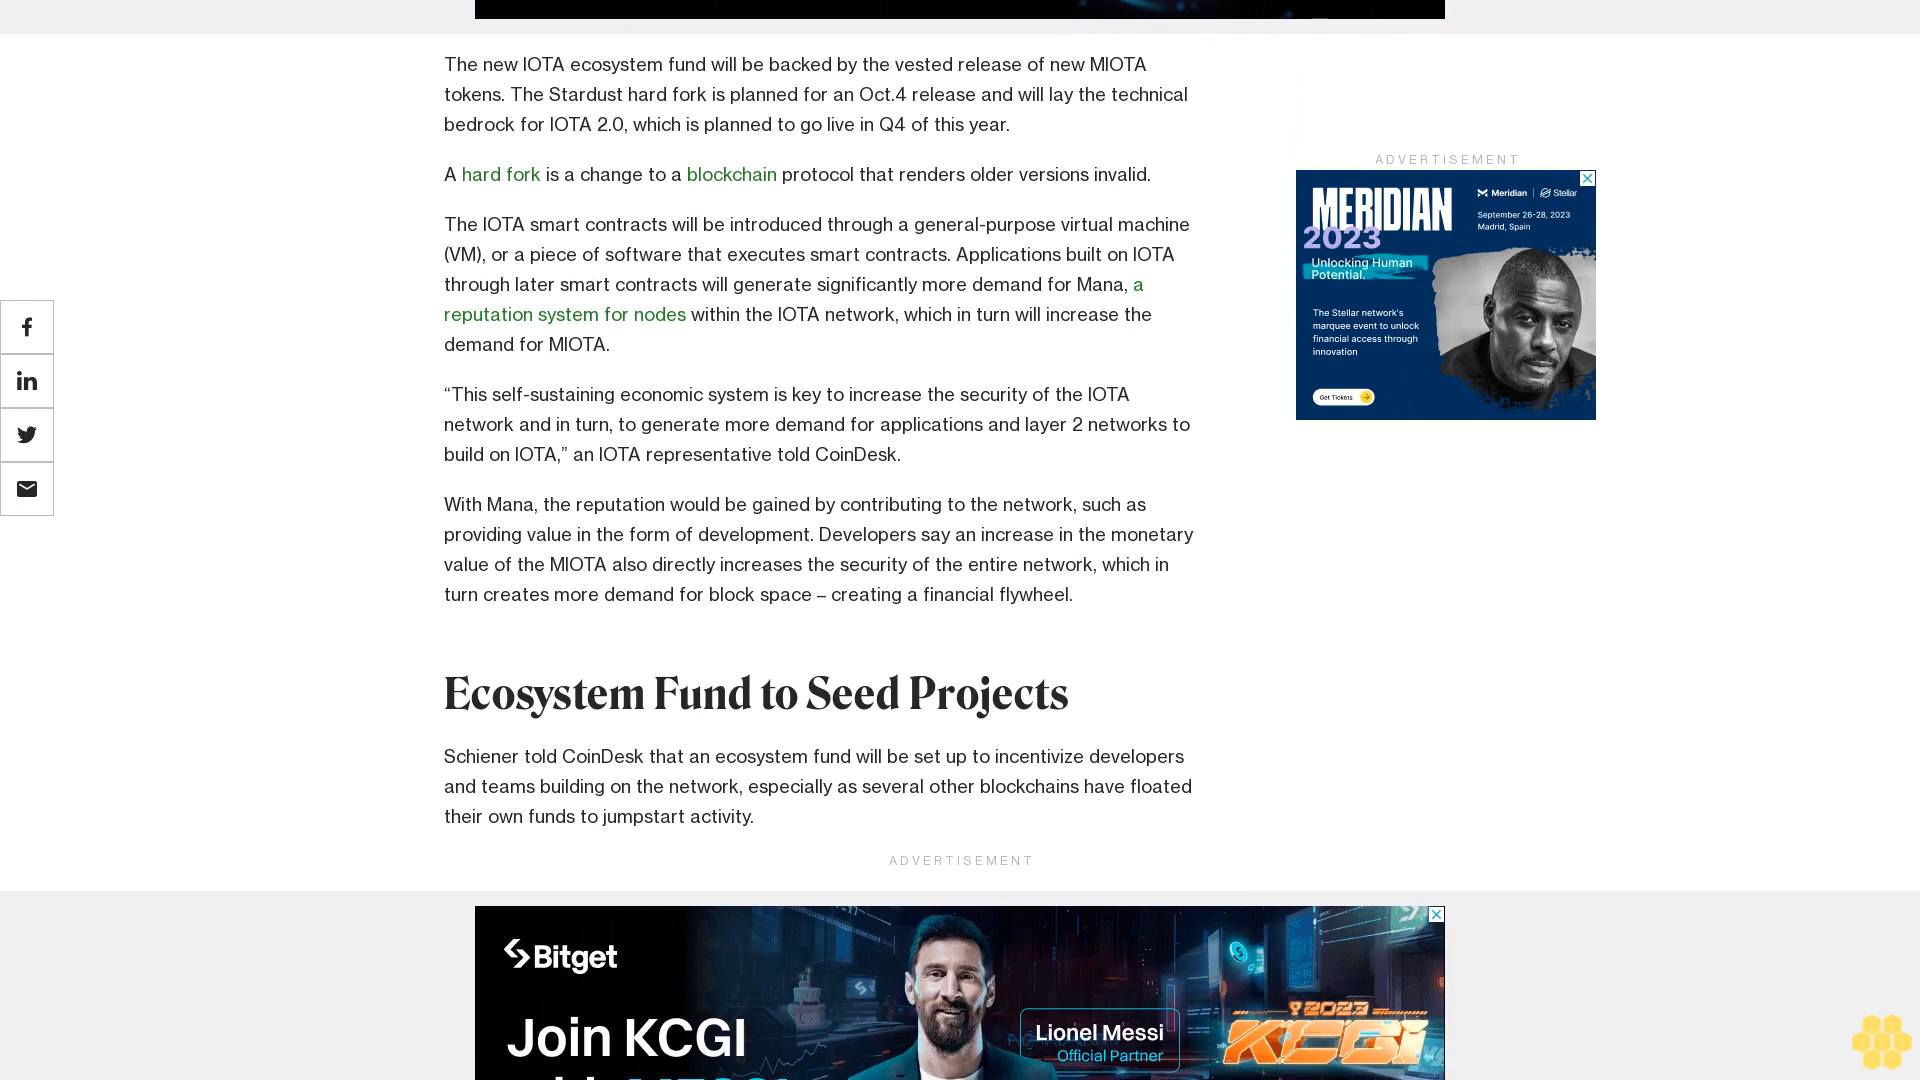 The new IOTA ecosystem fund will be backed by the vested release of new MIOTA
tokens. The Stardust hard fork is planned for an Oct.4 release and will lay the technical
bedrock for IOTA 2.0, which is planned to go live in Q4 of this year.
A hard fork is a change to a blockchain protocol that renders older versions invalid.
The IOTA smart contracts will be introduced through a general-purpose virtual machine
(VM), or a piece of software that executes smart contracts. Applications built on IOTA
through later smart contracts will generate significantly more demand for Mana, a
reputation system for nodes within the IOTA network, which in turn will increase the
demand for MIOTA.
“This self-sustaining economic system is key to increase the security of the IOTA
network and in turn, to generate more demand for applications and layer 2 networks to
build on IOTA,” an IOTA representative told CoinDesk.
With Mana, the reputation would be gained by contributing to the network, such as
providing value in the form of development. Developers say an increase in the monetary
value of the MIOTA also directly increases the security of the entire network, which in
turn creates more demand for block space – creating a financial flywheel.
Ecosystem Fund to Seed Projects
Schiener told CoinDesk that an ecosystem fund will be set up to incentivize developers
and teams building on the network, especially as several other blockchains have floated
their own funds to jumpstart activity.
ADVERTISEMENT
MERIDIAN
2023
Meridian | Stellar
September 26-28, 2023
Madrid, Spain
Unlocking Human
Potential.
The Stellar network's
marquee event to unlock
financial access through
innovation
Get Tickets
ADVERTISEMENT
Bitget
Join KCGI
Lionel Messi
Official Partner
KCGI